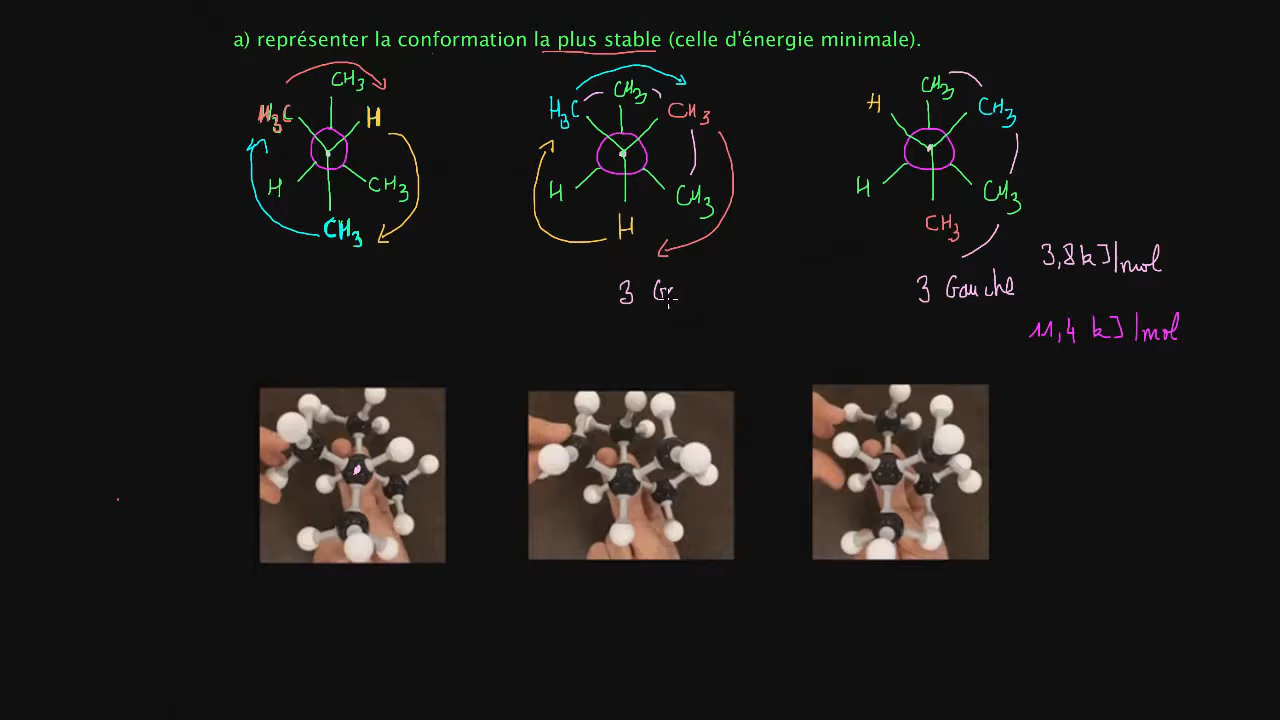 a) représenter la conformation la plus stable (celle d'énergie minimale).
CH3
H3C H
H CH3
CH3
CH3
H3C CH3
H CH3
H
3 Ga
CH3
H CH3
H CH3
CH3
3 Gauche
3,8 kJ/mol
11,4 kJ/mol